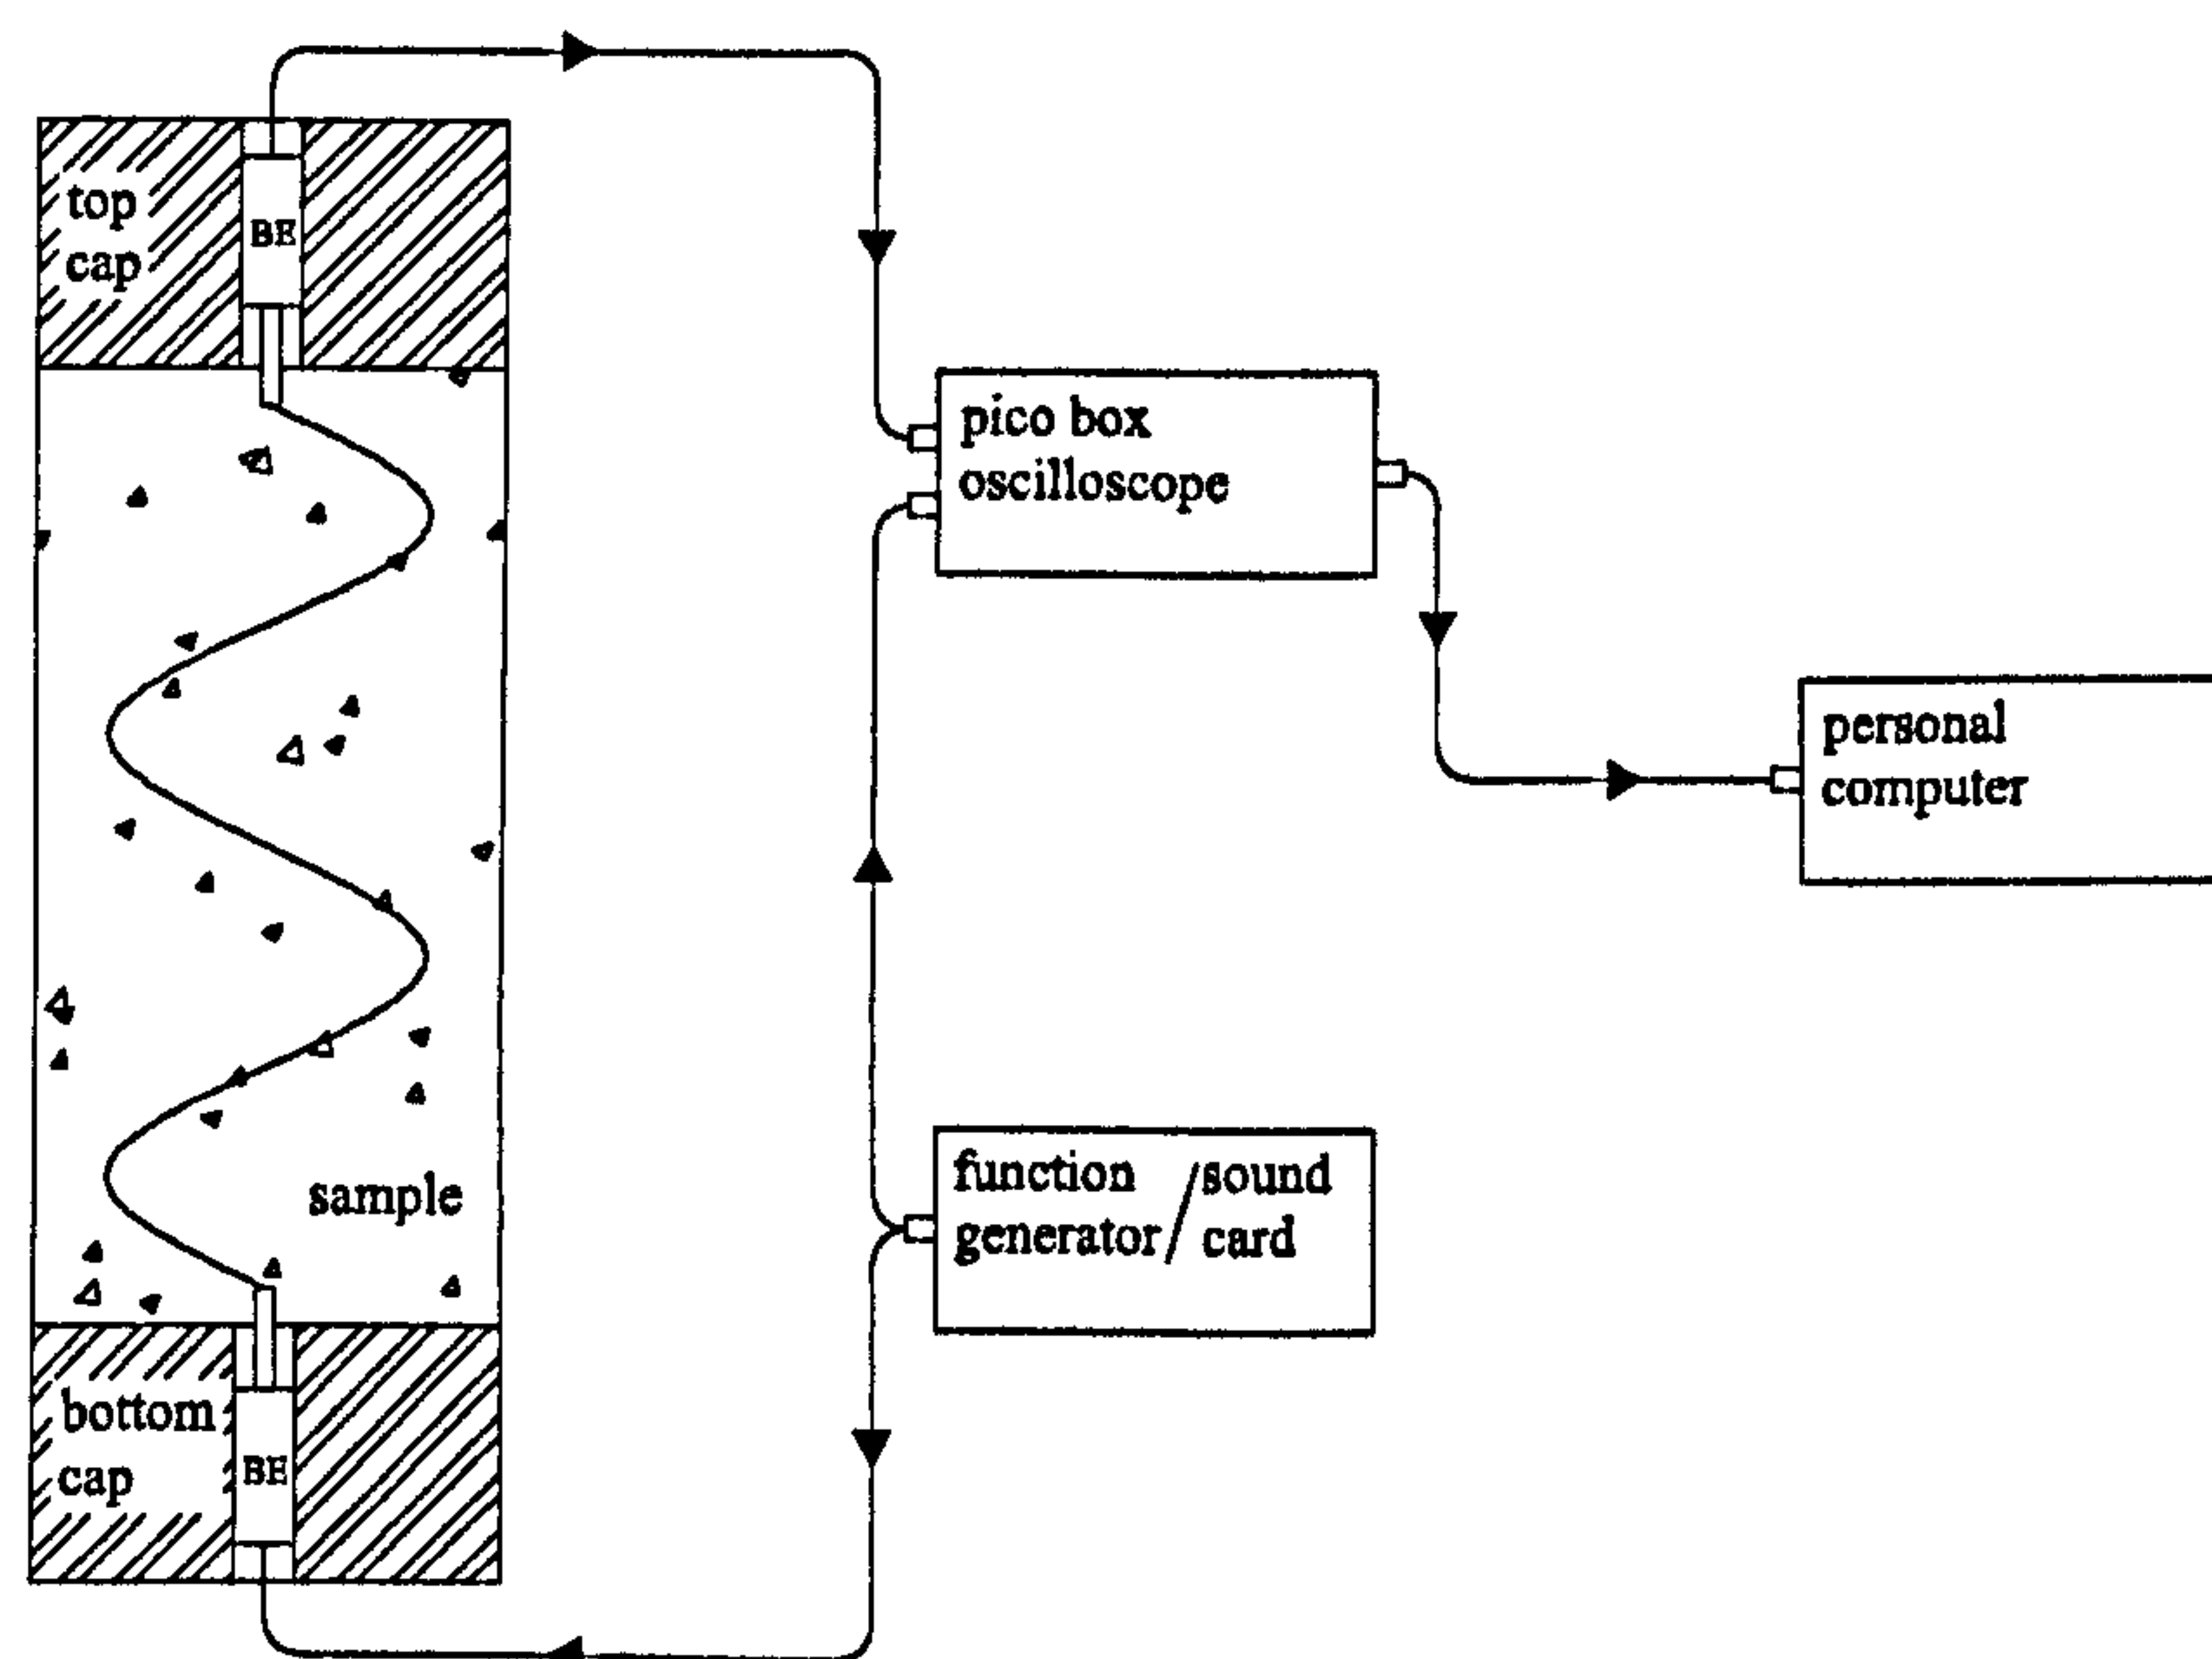 top
cap
BE
pico box
oscilloscope
personal
computer
function / sound
generator / card
sample
bottom
cap
BE